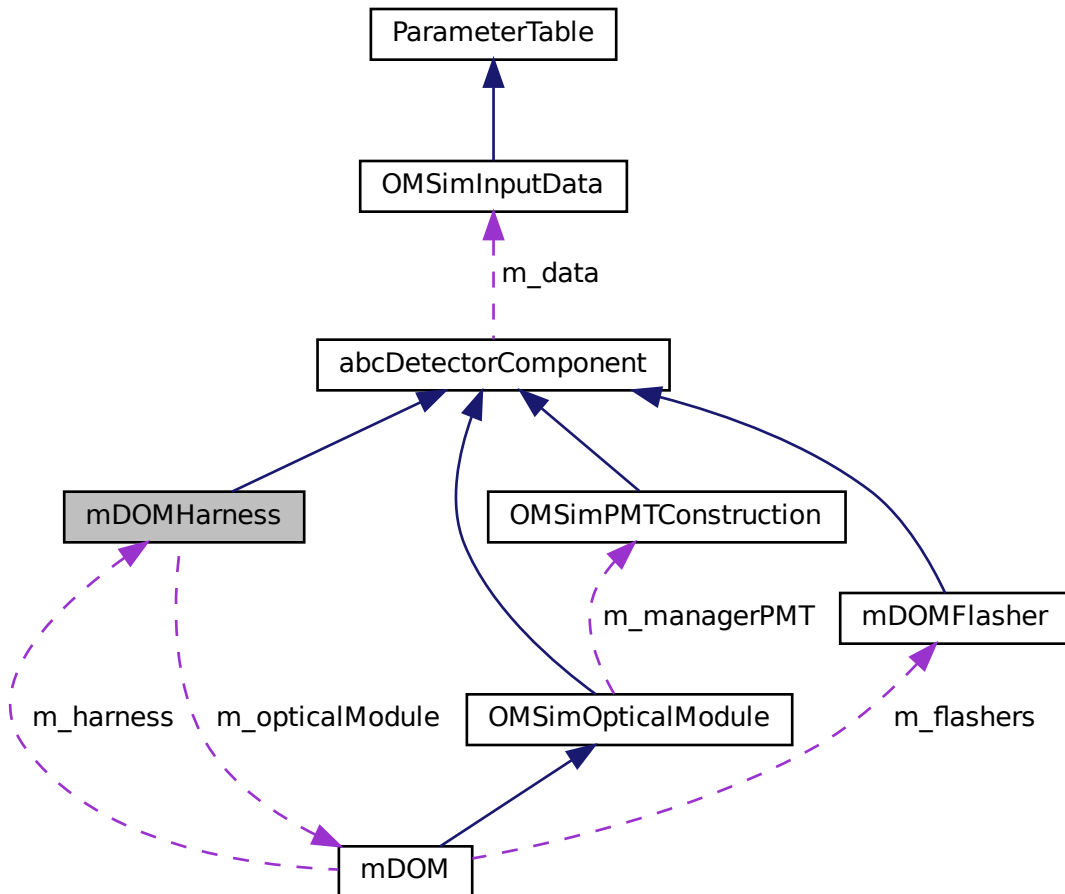 ParameterTable
OMSimInputData
m_data
abcDetectorComponent
mDOMHarness
OMSimPMTConstruction
mDOMFlasher
m_managerPMT
m_harness
m_opticalModule
OMSimOpticalModule
m_flashers
mDOM